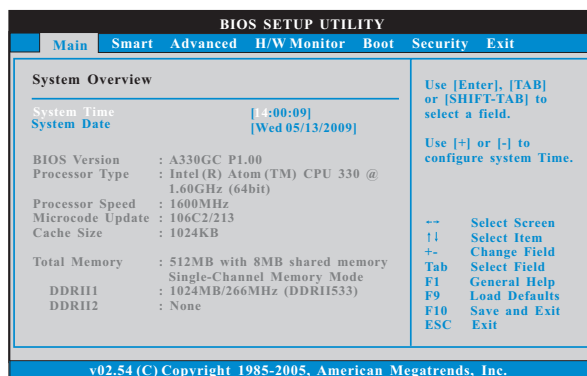 BIOS SETUP UTILITY
Main Smart Advanced H/W Monitor Boot Security Exit
System Overview
System Time [14:00:09]
System Date [Wed 05/13/2009]
BIOS Version : A330GC P1.00
Processor Type : Intel(R) Atom(TM) CPU 330 @
1.60GHz (64bit)
Processor Speed : 1600MHz
Microcode Update : 106C2/213
Cache Size : 1024KB
Total Memory : 512MB with 8MB shared memory
Single-Channel Memory Mode
DDRII1 : 1024MB/266MHz (DDRII533)
DDRII2 : None
Use [Enter], [TAB]
or [SHIFT-TAB] to
select a field.
Use [+] or [-] to
configure system Time.
←→ Select Screen
↑↓ Select Item
+- Change Field
Tab Select Field
F1 General Help
F9 Load Defaults
F10 Save and Exit
ESC Exit
v02.54 (C) Copyright 1985-2005, American Megatrends, Inc.